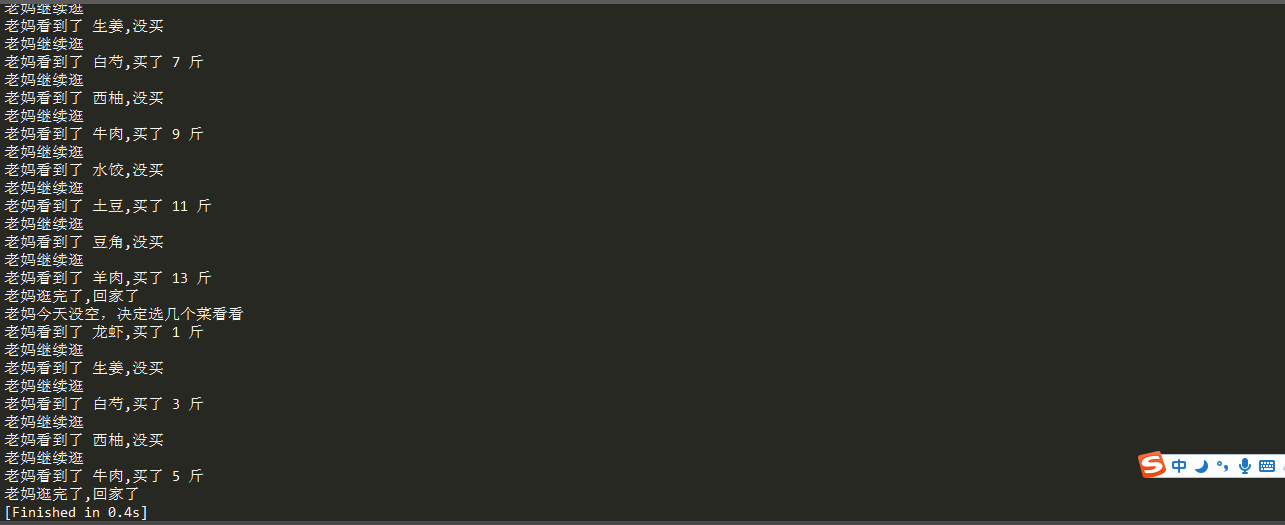 老妈继续逛
老妈看到了 生姜,没买
老妈继续逛
老妈看到了 白芍,买了 7 斤
老妈继续逛
老妈看到了 西柚,没买
老妈继续逛
老妈看到了 牛肉,买了 9 斤
老妈继续逛
老妈看到了 水饺,没买
老妈继续逛
老妈看到了 土豆,买了 11 斤
老妈继续逛
老妈看到了 豆角,没买
老妈继续逛
老妈看到了 羊肉,买了 13 斤
老妈逛完了,回家了
老妈今天没空，决定选几个菜看看
老妈看到了 龙虾,买了 1 斤
老妈继续逛
老妈看到了 生姜,没买
老妈继续逛
老妈看到了 白芍,买了 3 斤
老妈继续逛
老妈看到了 西柚,没买
老妈继续逛
老妈看到了 牛肉,买了 5 斤
老妈逛完了,回家了
[Finished in 0.4s]
S 中